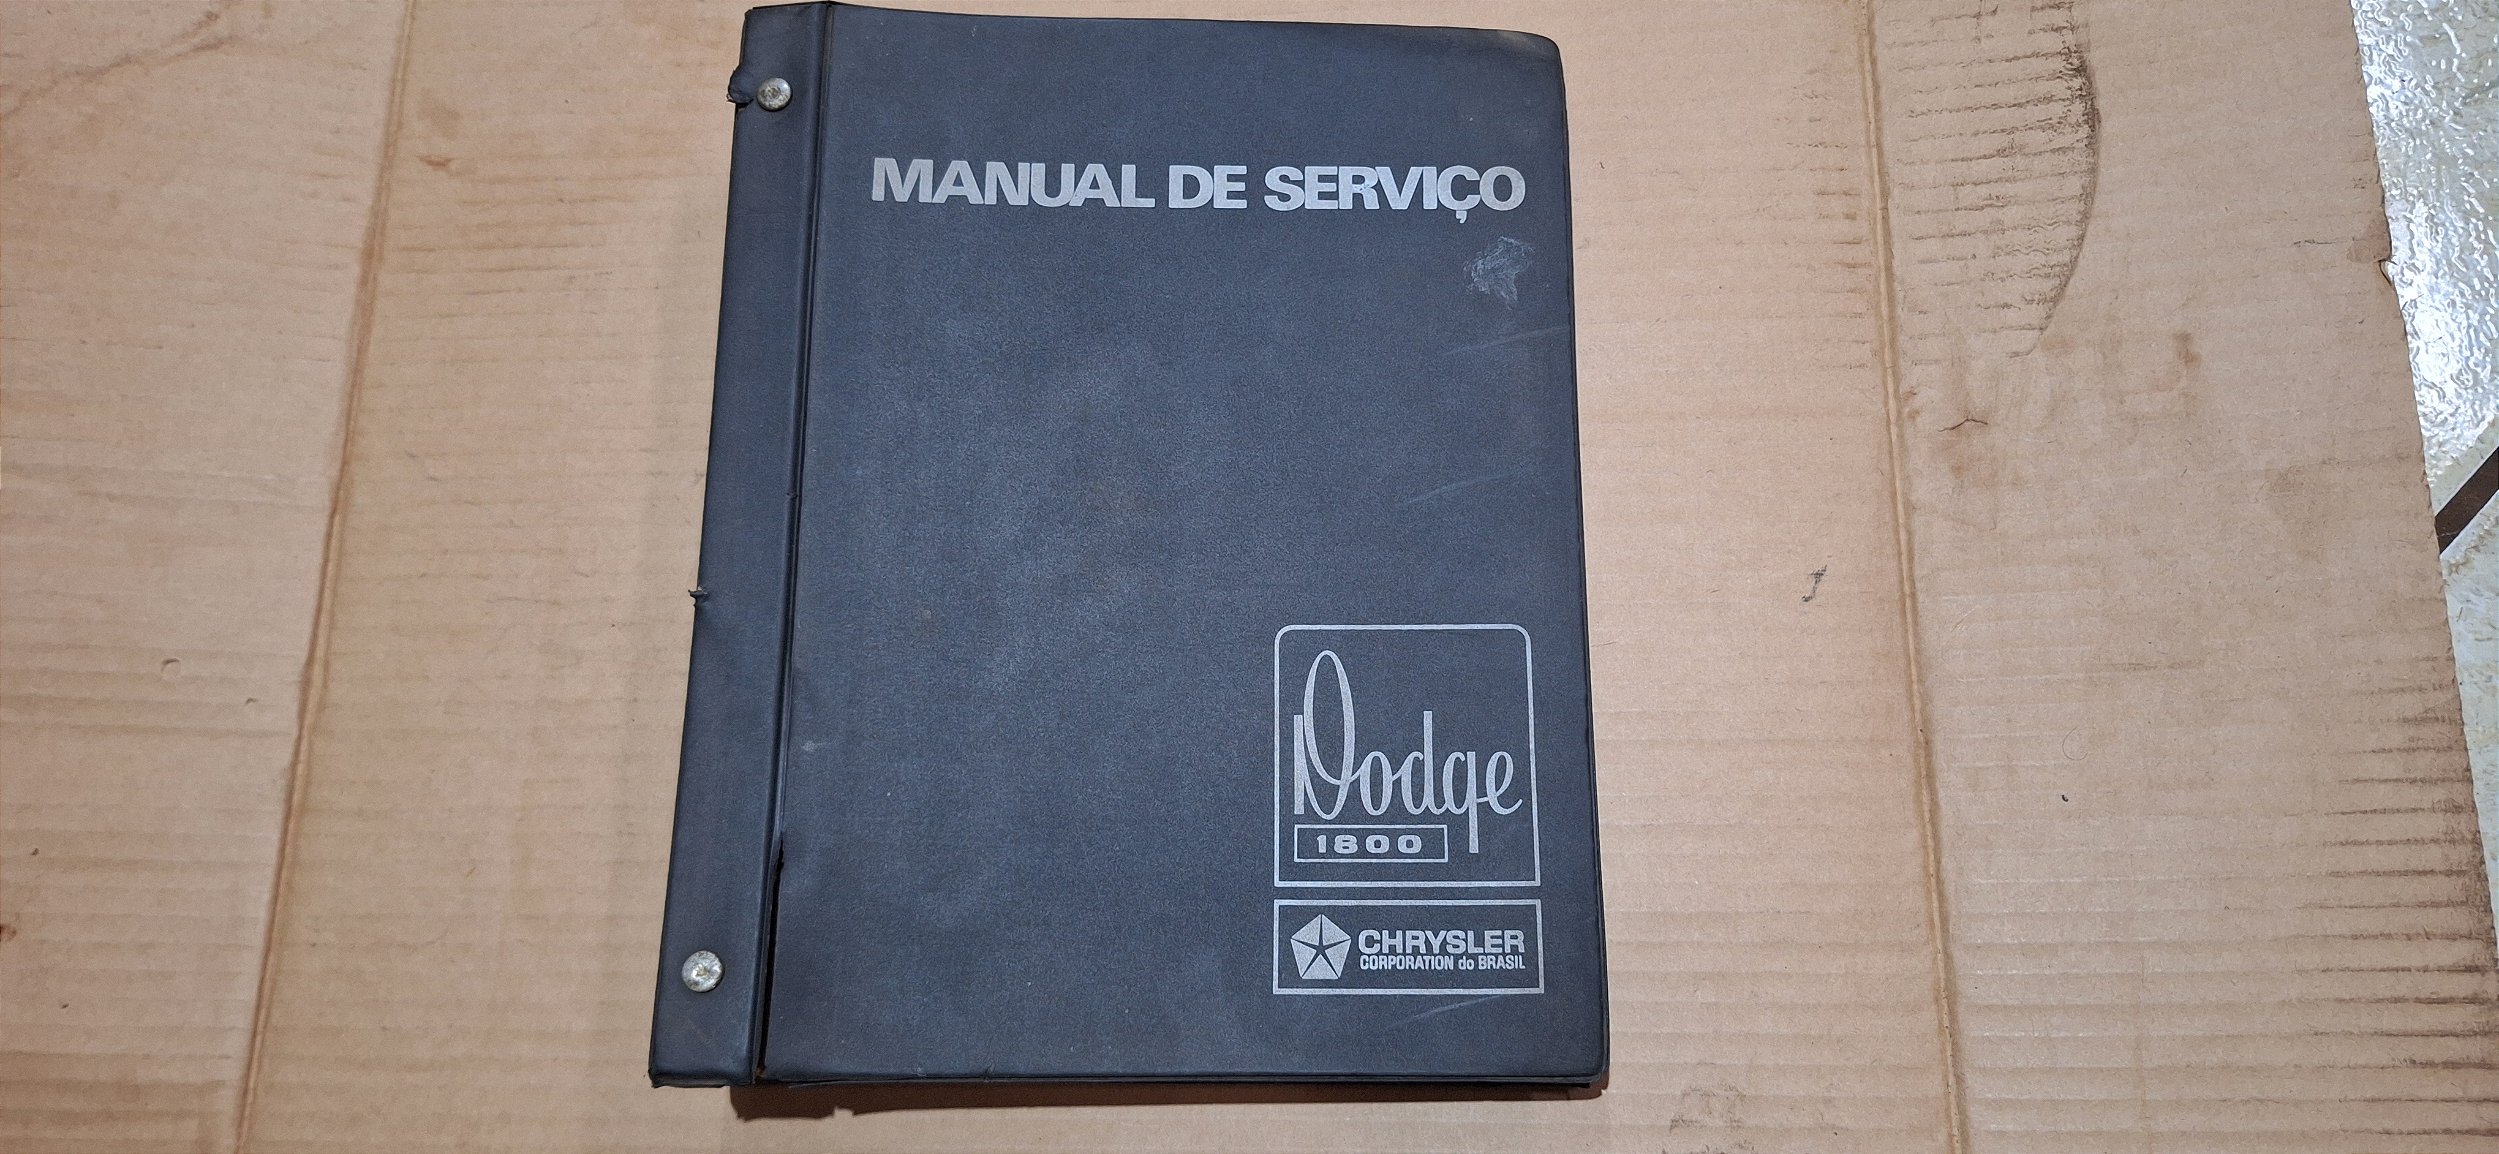 MANUAL DE SERVIÇO
Dodge
1800
CHRYSLER
CORPORATION do BRASIL